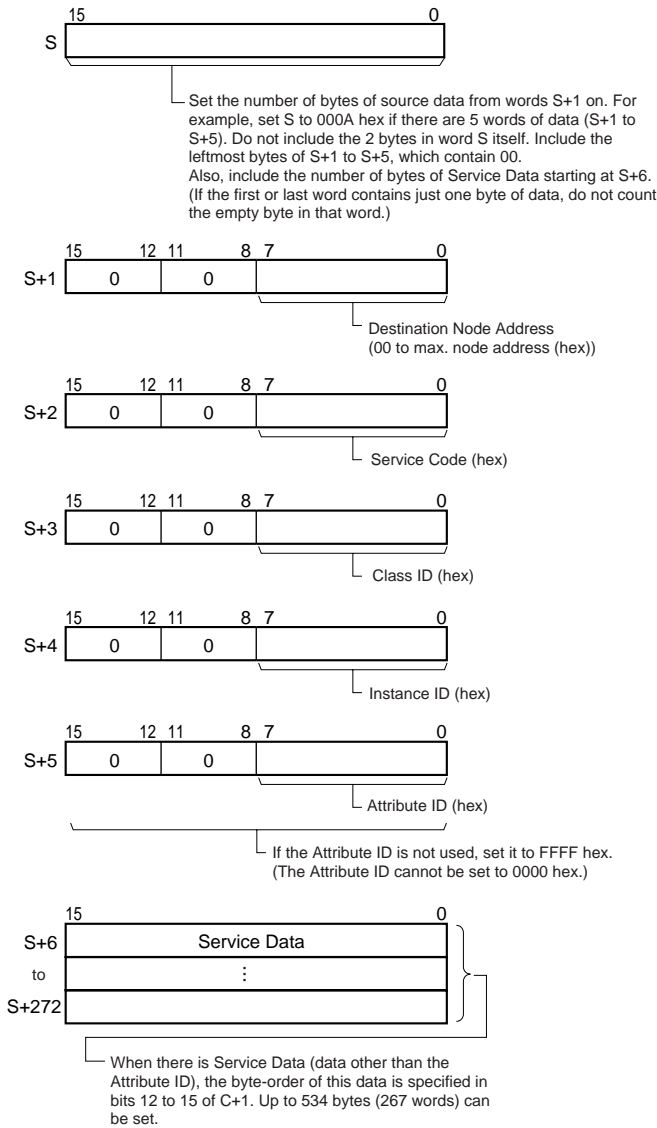 15 0
S
Set the number of bytes of source data from words S+1 on. For
example, set S to 000A hex if there are 5 words of data (S+1 to
S+5). Do not include the 2 bytes in word S itself. Include the
leftmost bytes of S+1 to S+5, which contain 00.
Also, include the number of bytes of Service Data starting at S+6.
(If the first or last word contains just one byte of data, do not count
the empty byte in that word.)
15 12 11 8 7 0
S+1 0 0
Destination Node Address
(00 to max. node address (hex))
15 12 11 8 7 0
S+2 0 0
Service Code (hex)
15 12 11 8 7 0
S+3 0 0
Class ID (hex)
15 12 11 8 7 0
S+4 0 0
Instance ID (hex)
15 12 11 8 7 0
S+5 0 0
Attribute ID (hex)
If the Attribute ID is not used, set it to FFFF hex.
(The Attribute ID cannot be set to 0000 hex.)
15 0
S+6 Service Data
to ⋮
S+272
When there is Service Data (data other than the
Attribute ID), the byte-order of this data is specified in
bits 12 to 15 of C+1. Up to 534 bytes (267 words) can
be set.